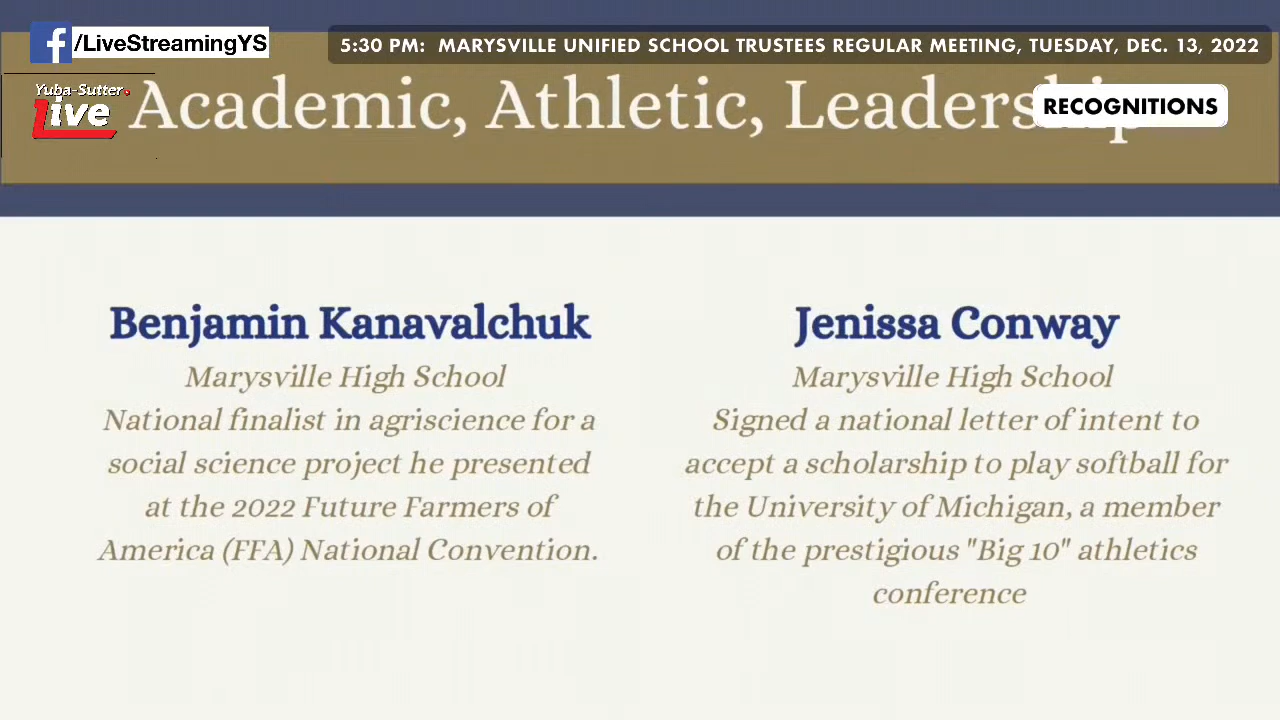 /LiveStreamingYS
5:30 PM: MARYSVILLE UNIFIED SCHOOL TRUSTEES REGULAR MEETING, TUESDAY, DEC. 13, 2022
Yuba-Sutter
Live
Academic, Athletic, Leadership
RECOGNITIONS
Benjamin Kanavalchuk
Marysville High School
National finalist in agriscience for a
social science project he presented
at the 2022 Future Farmers of
America (FFA) National Convention.
Jenissa Conway
Marysville High School
Signed a national letter of intent to
accept a scholarship to play softball for
the University of Michigan, a member
of the prestigious "Big 10" athletics
conference